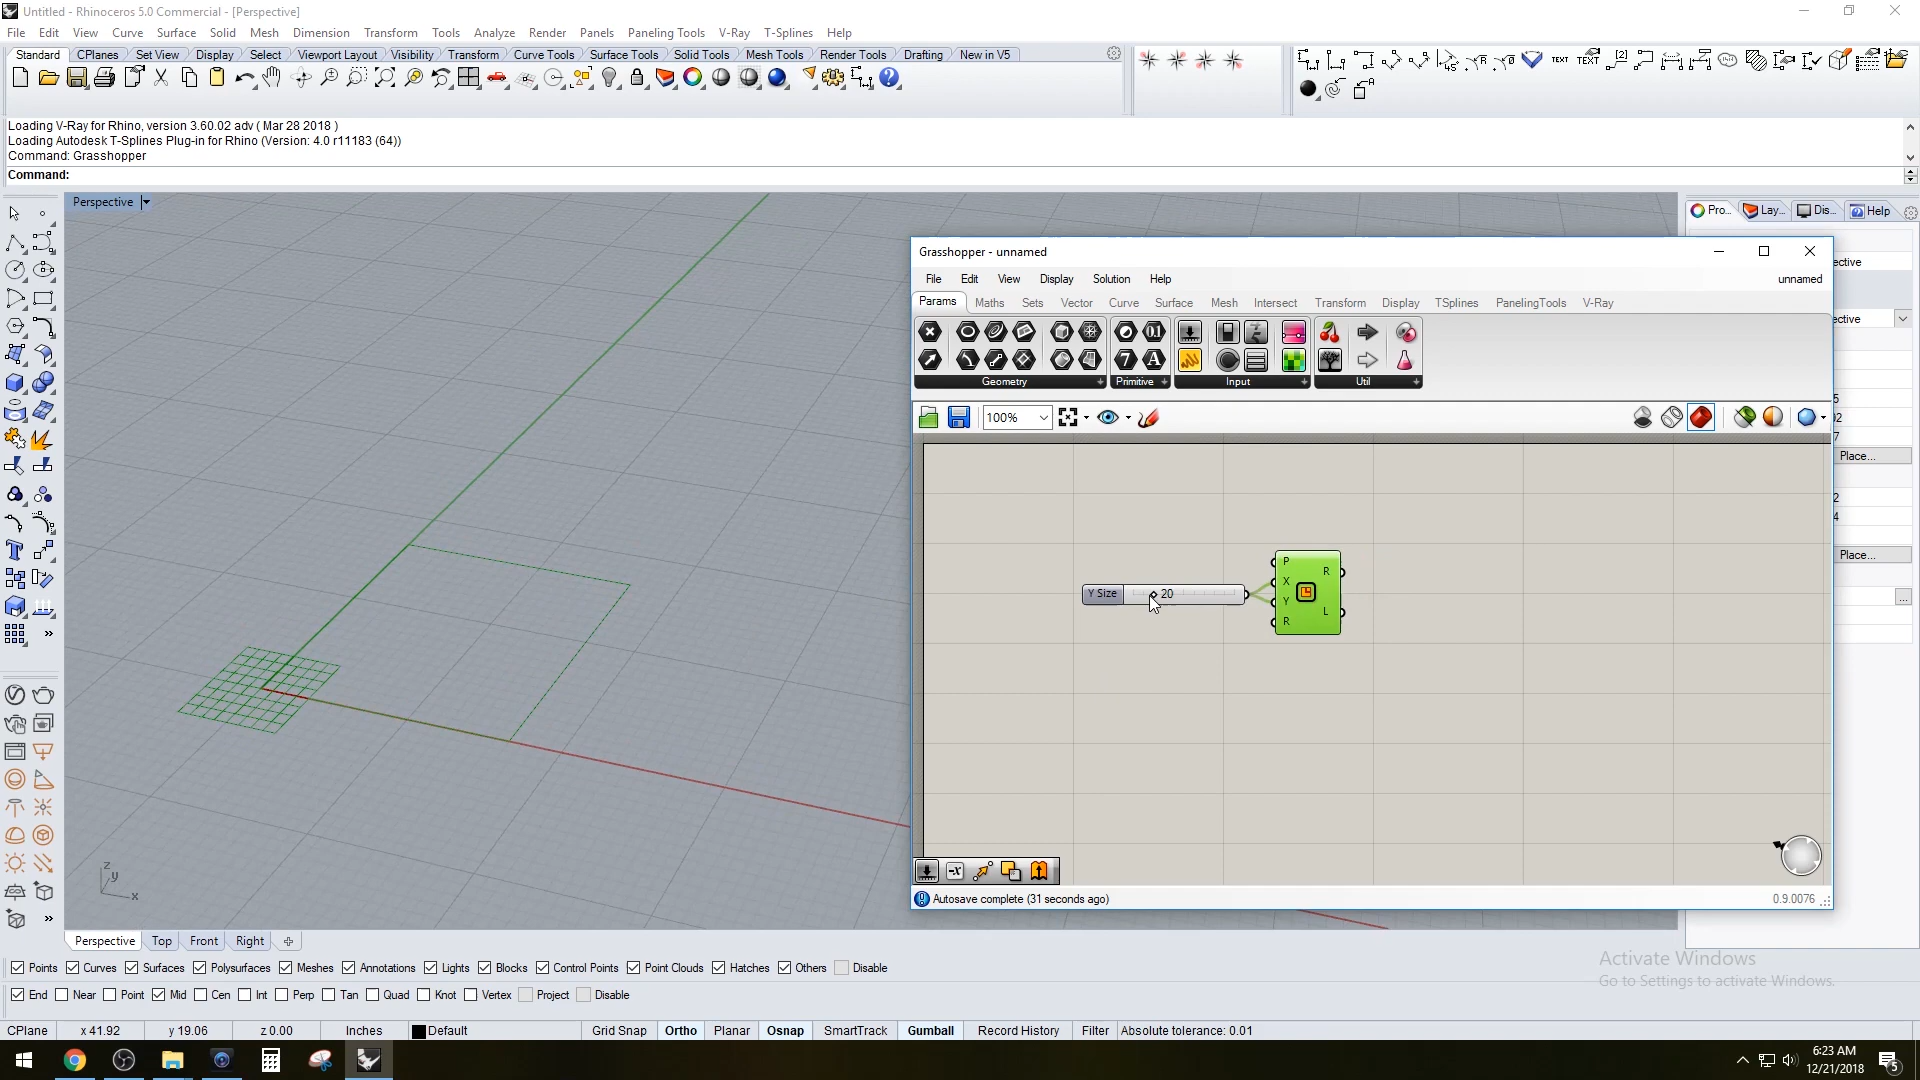 Untitled - Rhinoceros 5.0 Commercial - [Perspective]
File Edit View Curve Surface Solid Mesh Dimension Transform Tools Analyze Render Panels Paneling Tools V-Ray T-Splines Help
Standard CPlanes Set View Display Select Viewport Layout Visibility Transform Curve Tools Surface Tools Solid Tools Mesh Tools Render Tools Drafting New in V5
Loading V-Ray for Rhino, version 3.60.02 adv ( Mar 28 2018 )
Loading Autodesk T-Splines Plug-in for Rhino (Version: 4.0 r11183 (64))
Command: Grasshopper
Command:
Perspective
Pro... Lay... Dis... Help
Grasshopper - unnamed
File Edit View Display Solution Help unnamed
Params Maths Sets Vector Curve Surface Mesh Intersect Transform Display TSplines PanelingTools V-Ray
Geometry Primitive Input Util
100%
ective
ective
5
02
7
Place...
2
4
Place...
...
Y Size 20
P
X
Y
R
R
L
Autosave complete (31 seconds ago) 0.9.0076
z
y
x
Perspective Top Front Right
Points Curves Surfaces Polysurfaces Meshes Annotations Lights Blocks Control Points Point Clouds Hatches Others Disable
End Near Point Mid Cen Int Perp Tan Quad Knot Vertex Project Disable
Activate Windows
Go to Settings to activate Windows.
CPlane x 41.92 y 19.06 z 0.00 Inches Default Grid Snap Ortho Planar Osnap SmartTrack Gumball Record History Filter Absolute tolerance: 0.01
6:23 AM
12/21/2018
5